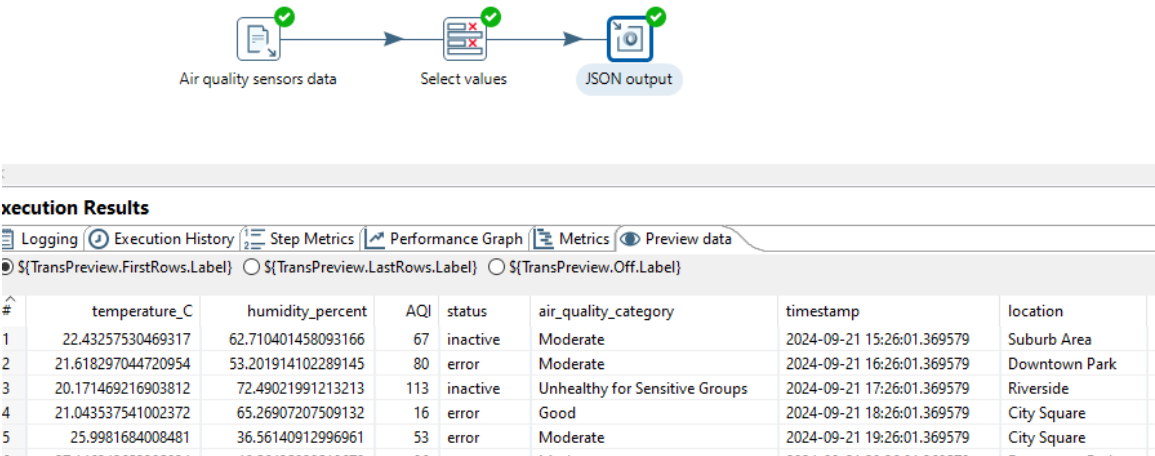 Air quality sensors data Select values JSON output
xecution Results
Logging Execution History Step Metrics Performance Graph Metrics Preview data
${TransPreview.FirstRows.Label} ${TransPreview.LastRows.Label} ${TransPreview.Off.Label}
# temperature_C humidity_percent AQI status air_quality_category timestamp location
1 22.43257530469317 62.710401458093166 67 inactive Moderate 2024-09-21 15:26:01.369579 Suburb Area
2 21.618297044720954 53.201914102289145 80 error Moderate 2024-09-21 16:26:01.369579 Downtown Park
3 20.171469216903812 72.49021991213213 113 inactive Unhealthy for Sensitive Groups 2024-09-21 17:26:01.369579 Riverside
4 21.043537541002372 65.26907207509132 16 error Good 2024-09-21 18:26:01.369579 City Square
5 25.9981684008481 36.56140912996961 53 error Moderate 2024-09-21 19:26:01.369579 City Square